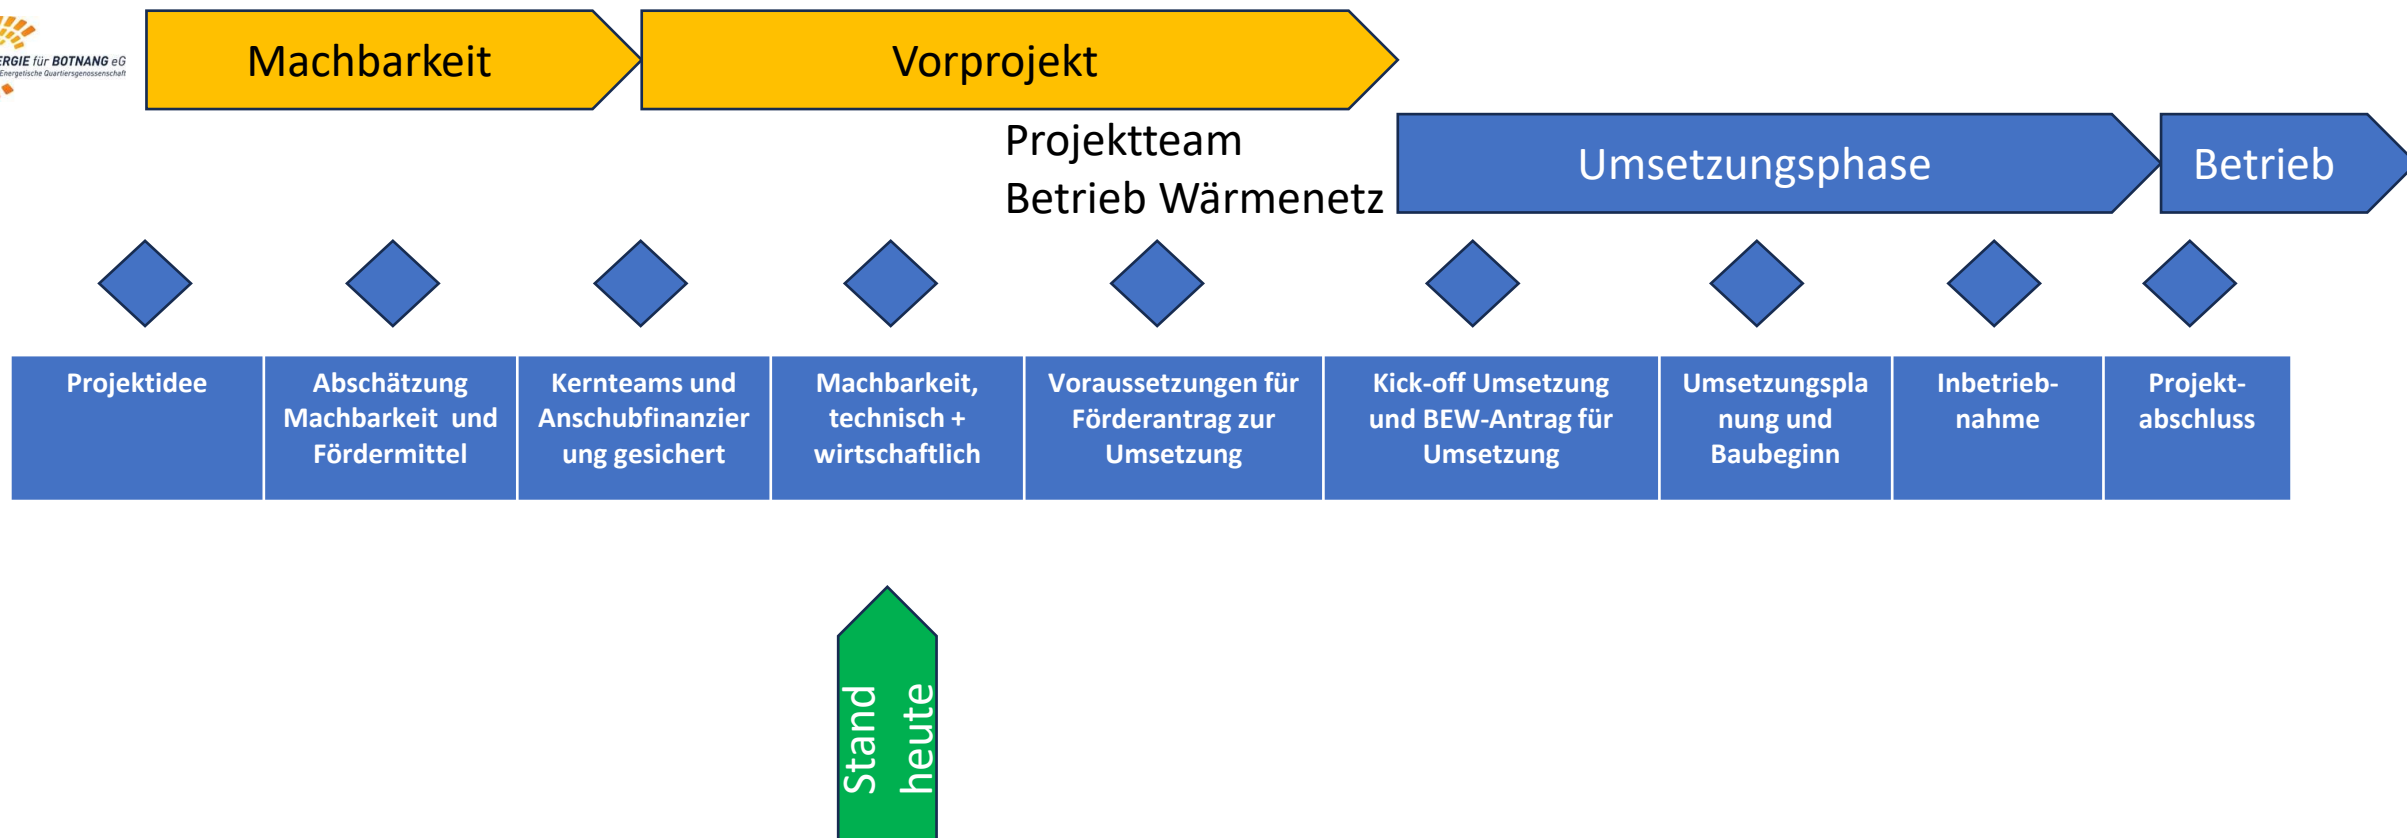 ERGIE für BOTNANG eG
Energetische Quartiersgenossenschaft
Machbarkeit
Vorprojekt
Projektteam
Betrieb Wärmenetz
Umsetzungsphase
Betrieb
Projektidee
Abschätzung
Machbarkeit und
Fördermittel
Kernteams und
Anschubfinanzier
ung gesichert
Machbarkeit,
technisch +
wirtschaftlich
Voraussetzungen für
Förderantrag zur
Umsetzung
Kick-off Umsetzung
und BEW-Antrag für
Umsetzung
Umsetzungspla
nung und
Baubeginn
Inbetrieb-
nahme
Projekt-
abschluss
Stand
heute